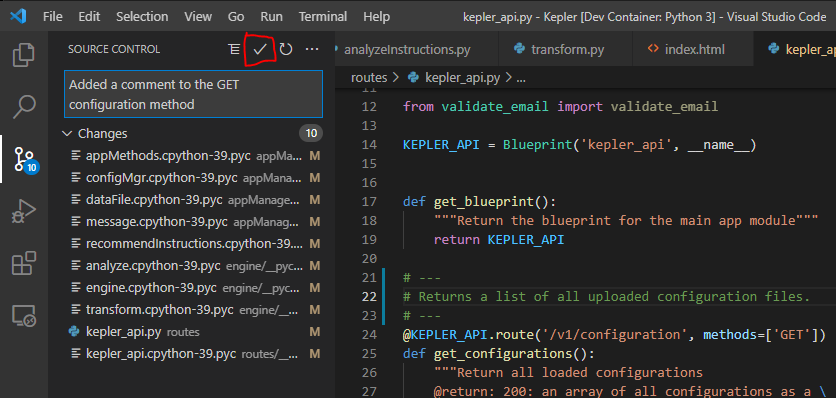 File Edit View Go Run Terminal Help kepler_api.py - Kepler [Dev Container: Python 3] - Visual Studio Code
SOURCE CONTROL
analyzeInstructions.py transform.py <> index.html kepler_ap
Added a comment to the GET
configuration method
routes > kepler_api.py > ...
Changes 10
appMethods.cpython-39.pyc appMa... M
configMgr.cpython-39.pyc appMana... M
dataFile.cpython-39.pyc appManage... M
message.cpython-39.pyc appManag... M
recommendInstructions.cpython-39.... M
analyze.cpython-39.pyc engine/__pyc... M
engine.cpython-39.pyc engine/__pyc... M
transform.cpython-39.pyc engine/__... M
kepler_api.py routes M
kepler_api.cpython-39.pyc routes/__... M
10
11
12 from validate_email import validate_email
13
14 KEPLER_API = Blueprint('kepler_api', __name__)
15
16
17 def get_blueprint():
18 """Return the blueprint for the main app module"""
19 return KEPLER_API
20
21 # ---
22 # Returns a list of all uploaded configuration files.
23 # ---
24 @KEPLER_API.route('/v1/configuration', methods=['GET'])
25 def get_configurations():
26 """Return all loaded configurations
27 @return: 200: an array of all configurations as a \